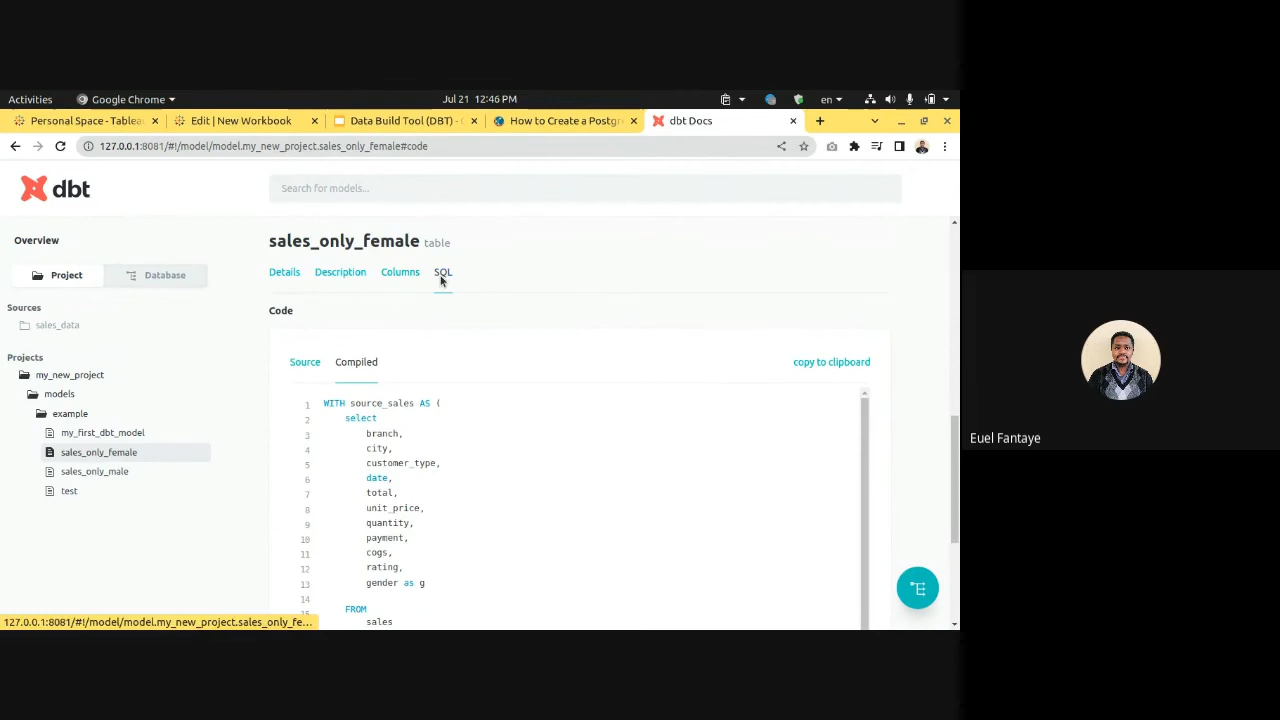 Activities
Google Chrome
Jul 21 12:46 PM
en
Personal Space - Tablea
Edit | New Workbook
Data Build Tool (DBT) -
How to Create a Postgr
dbt Docs
127.0.0.1:8081/#!/model/model.my_new_project.sales_only_female#code
dbt
Search for models...
Overview
Project
Database
Sources
sales_data
Projects
my_new_project
models
example
my_first_dbt_model
sales_only_female
sales_only_male
test
sales_only_female table
Details Description Columns SQL
Code
Source Compiled copy to clipboard
1 WITH source_sales AS (
2 select
3 branch,
4 city,
5 customer_type,
6 date,
7 total,
8 unit_price,
9 quantity,
10 payment,
11 cogs,
12 rating,
13 gender as g
14
15 FROM
sales
127.0.0.1:8081/#!/model/model.my_new_project.sales_only_fe...
Euel Fantaye